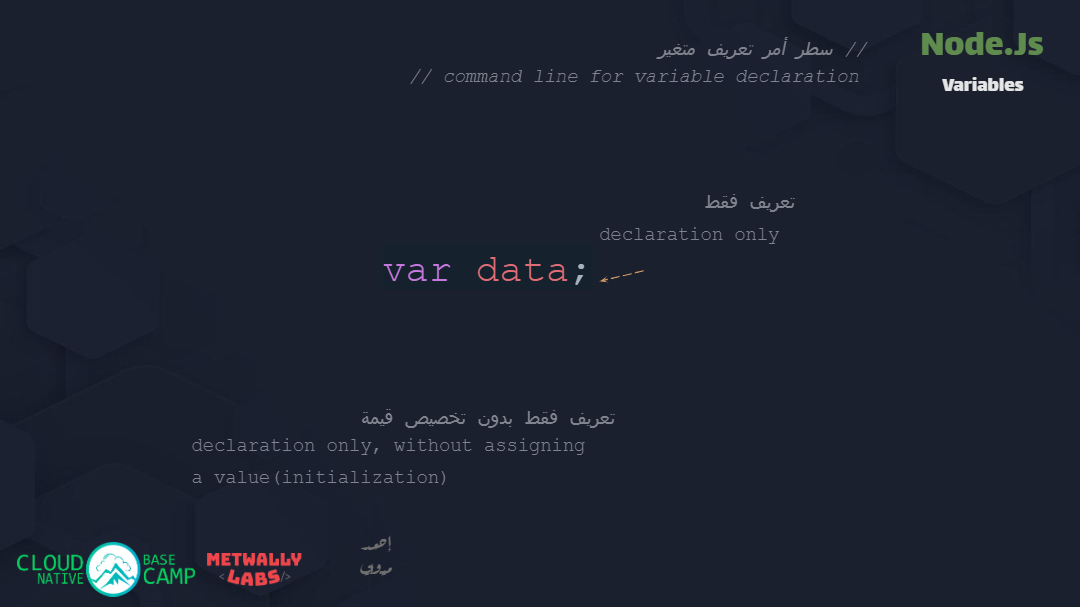 // سطر أمر تعريف متغير
// command line for variable declaration
Node.Js
Variables
تعريف فقط
declaration only
var data;
تعريف فقط بدون تخصيص قيمة
declaration only, without assigning
a value(initialization)
CLOUD NATIVE BASE CAMP
METWALLY
<LABS/>